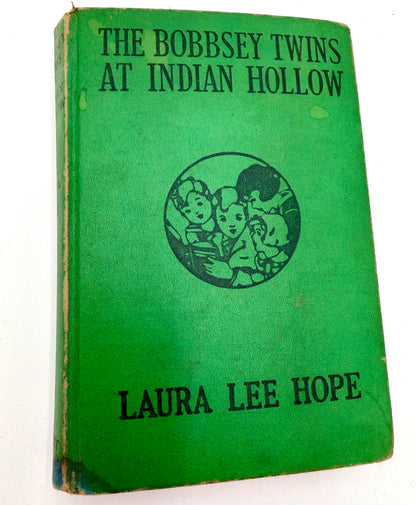 THE BOBBSEY TWINS
AT INDIAN HOLLOW
LAURA LEE HOPE